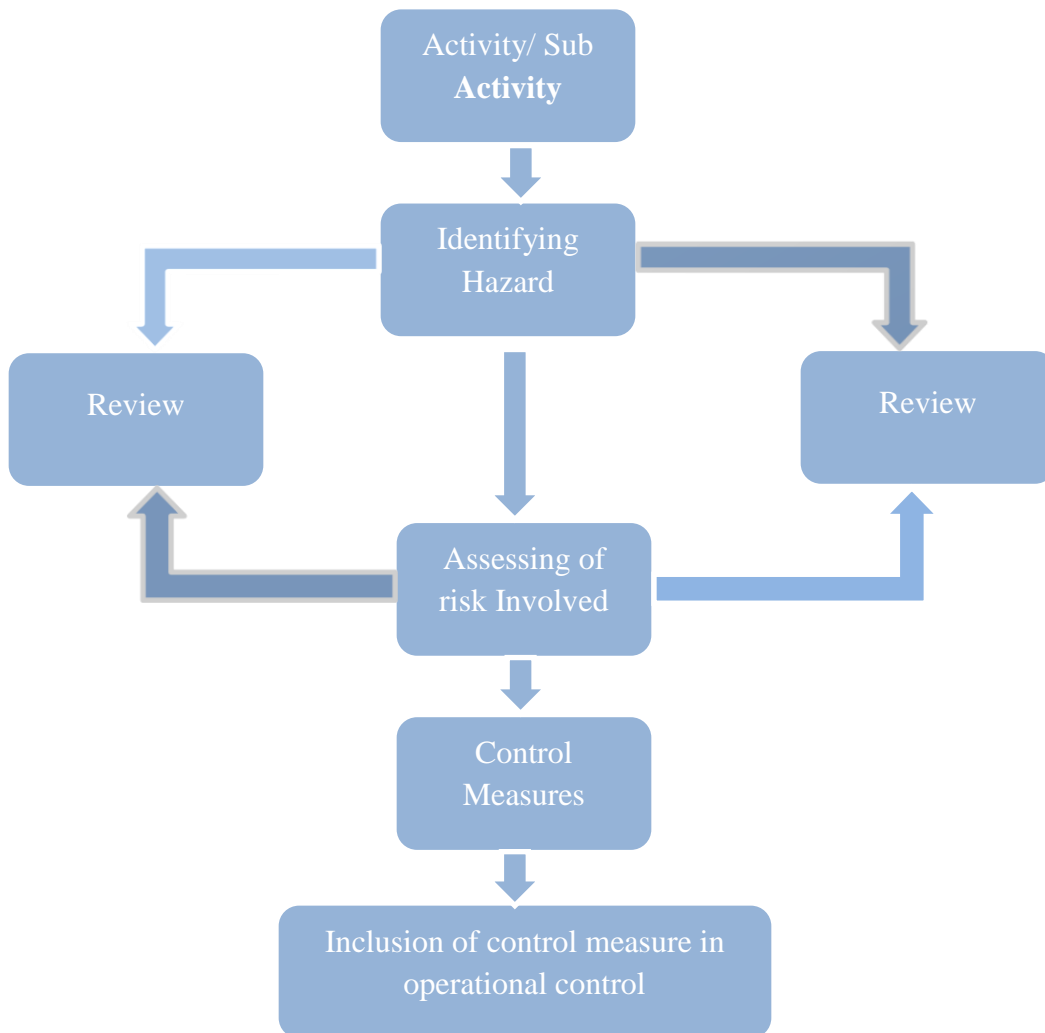 Activity/ Sub
Activity
Identifying
Hazard
Review
Review
Assessing of
risk Involved
Control
Measures
Inclusion of control measure in
operational control